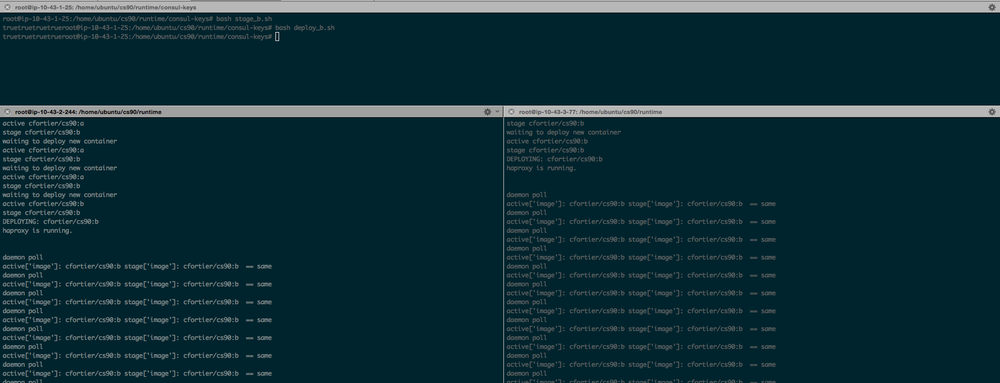 root@ip-10-43-1-25: /home/ubuntu/cs90/runtime/consul-keys
root@ip-10-43-1-25:/home/ubuntu/cs90/runtime/consul-keys# bash stage_b.sh
truetruetruetrueroot@ip-10-43-1-25:/home/ubuntu/cs90/runtime/consul-keys# bash deploy_b.sh
truetruetruetrueroot@ip-10-43-1-25:/home/ubuntu/cs90/runtime/consul-keys#
root@ip-10-43-2-244: /home/ubuntu/cs90/runtime
active cfortier/cs90:a
stage cfortier/cs90:b
waiting to deploy new container
active cfortier/cs90:a
stage cfortier/cs90:b
waiting to deploy new container
active cfortier/cs90:a
stage cfortier/cs90:b
waiting to deploy new container
active cfortier/cs90:b
stage cfortier/cs90:b
DEPLOYING: cfortier/cs90:b
haproxy is running.
daemon poll
active['image']: cfortier/cs90:b stage['image']: cfortier/cs90:b  == same
daemon poll
active['image']: cfortier/cs90:b stage['image']: cfortier/cs90:b  == same
daemon poll
active['image']: cfortier/cs90:b stage['image']: cfortier/cs90:b  == same
daemon poll
active['image']: cfortier/cs90:b stage['image']: cfortier/cs90:b  == same
daemon poll
active['image']: cfortier/cs90:b stage['image']: cfortier/cs90:b  == same
daemon poll
active['image']: cfortier/cs90:b stage['image']: cfortier/cs90:b  == same
daemon poll
active['image']: cfortier/cs90:b stage['image']: cfortier/cs90:b  == same
daemon poll
root@ip-10-43-3-77: /home/ubuntu/cs90/runtime
stage cfortier/cs90:b
waiting to deploy new container
active cfortier/cs90:b
stage cfortier/cs90:b
DEPLOYING: cfortier/cs90:b
haproxy is running.
daemon poll
active['image']: cfortier/cs90:b stage['image']: cfortier/cs90:b  == same
daemon poll
active['image']: cfortier/cs90:b stage['image']: cfortier/cs90:b  == same
daemon poll
active['image']: cfortier/cs90:b stage['image']: cfortier/cs90:b  == same
daemon poll
active['image']: cfortier/cs90:b stage['image']: cfortier/cs90:b  == same
daemon poll
active['image']: cfortier/cs90:b stage['image']: cfortier/cs90:b  == same
daemon poll
active['image']: cfortier/cs90:b stage['image']: cfortier/cs90:b  == same
daemon poll
active['image']: cfortier/cs90:b stage['image']: cfortier/cs90:b  == same
daemon poll
active['image']: cfortier/cs90:b stage['image']: cfortier/cs90:b  == same
daemon poll
active['image']: cfortier/cs90:b stage['image']: cfortier/cs90:b  == same
daemon poll
active['image']: cfortier/cs90:b stage['image']: cfortier/cs90:b  == same
daemon poll
active['image']: cfortier/cs90:b stage['image']: cfortier/cs90:b  == same